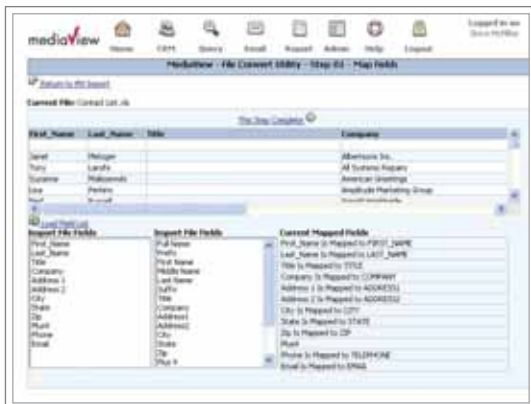 mediaView
Logged in as:
Home CRM Query Email Report Admin Help Logout
MediaView - File Convert Utility - Step 01 - Map Fields
Return to File Import
Current File: Contact List .xls
This Step Complete
First_Name Last_Name Title Company
Janet Metzger Albertsons Inc.
Tony All Systems Repairs
Suzanne American Greetings
Lisa Perkins Amplitude Marketing Group
Russell
Load Field List
Import File Fields
First_Name
Last_Name
Title
Company
Address 1
Address 2
City
State
Zip
Plus4
Phone
Email
Import File Fields
Full Name
Prefix
First Name
Middle Name
Last Name
Suffix
Title
Company
Address1
Address2
City
State
Zip
Plus 4
Current Mapped Fields
First_Name Is Mapped to FIRST_NAME
Last_Name Is Mapped to LAST_NAME
Title Is Mapped to TITLE
Company Is Mapped to COMPANY
Address 1 Is Mapped to ADDRESS1
Address 2 Is Mapped to ADDRESS2
City Is Mapped to CITY
State Is Mapped to STATE
Zip Is Mapped to ZIP
Plus4
Phone Is Mapped to TELEPHONE
Email Is Mapped to EMAIL